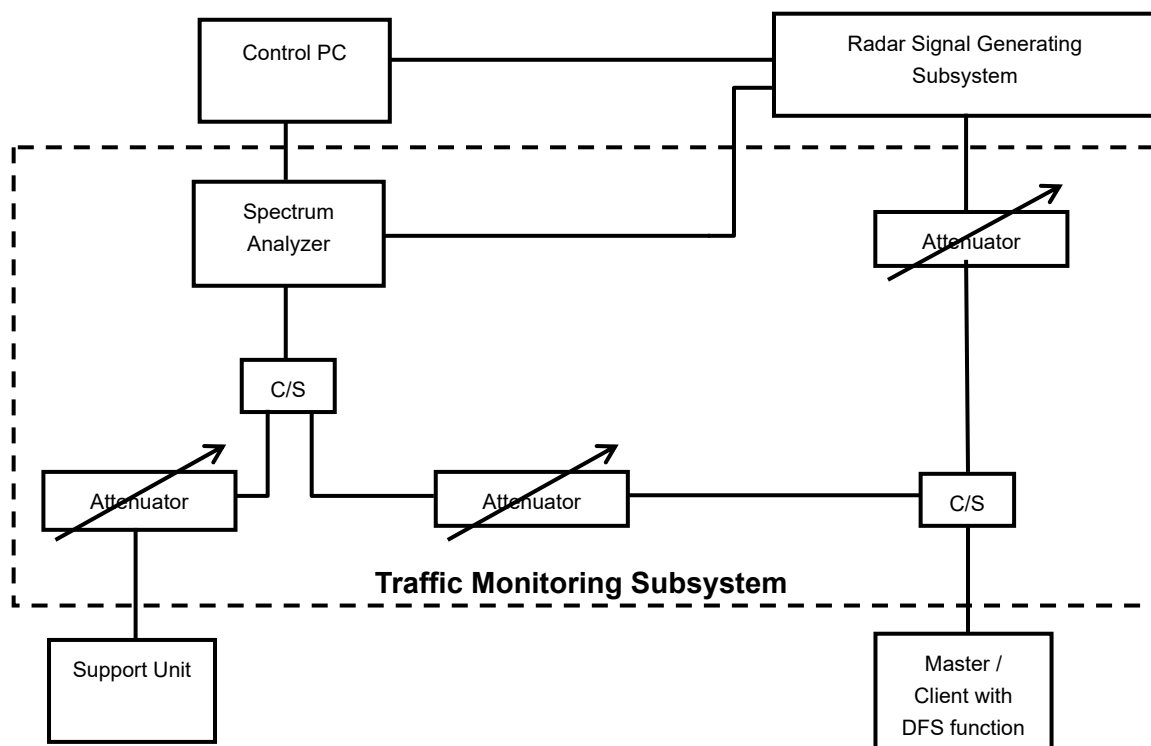 Control PC
Radar Signal Generating
Subsystem
Spectrum
Analyzer
Attenuator
C/S
Attenuator
Attenuator
C/S
Traffic Monitoring Subsystem
Support Unit
Master /
Client with
DFS function